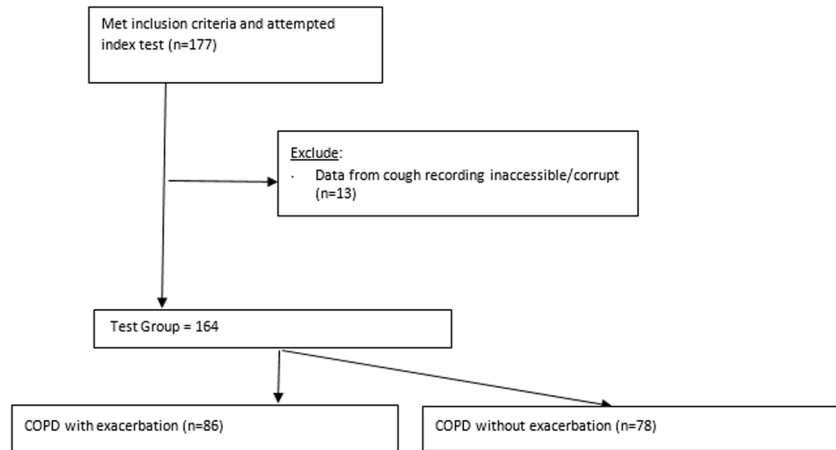 Met inclusion criteria and attempted
index test (n=177)
Exclude:
· Data from cough recording inaccessible/corrupt
(n=13)
Test Group = 164
COPD with exacerbation (n=86)
COPD without exacerbation (n=78)